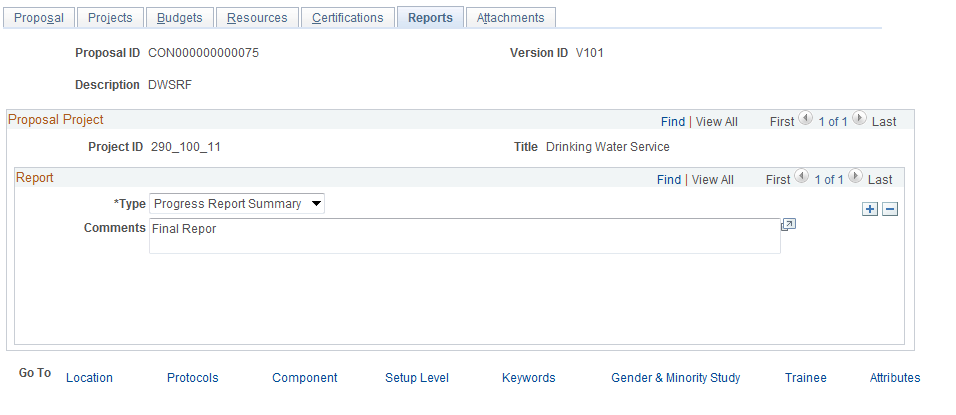 Proposal Projects Budgets Resources Certifications Reports Attachments
Proposal ID CON000000000075 Version ID V101
Description DWSRF
Proposal Project Find | View All First 1 of 1 Last
Project ID 290_100_11 Title Drinking Water Service
Report Find | View All First 1 of 1 Last
*Type Progress Report Summary
Comments Final Repor
Go To Location Protocols Component Setup Level Keywords Gender & Minority Study Trainee Attributes